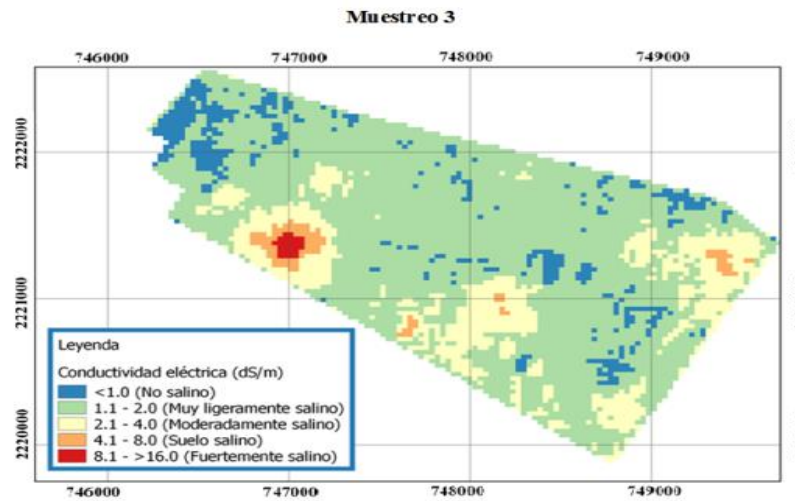 Muestreo 3
746000 747000 748000 749000
2222000
2221000
2220000
Leyenda
Conductividad eléctrica (dS/m)
<1.0 (No salino)
1.1 - 2.0 (Muy ligeramente salino)
2.1 - 4.0 (Moderadamente salino)
4.1 - 8.0 (Suelo salino)
8.1 - >16.0 (Fuertemente salino)
746000 747000 748000 749000